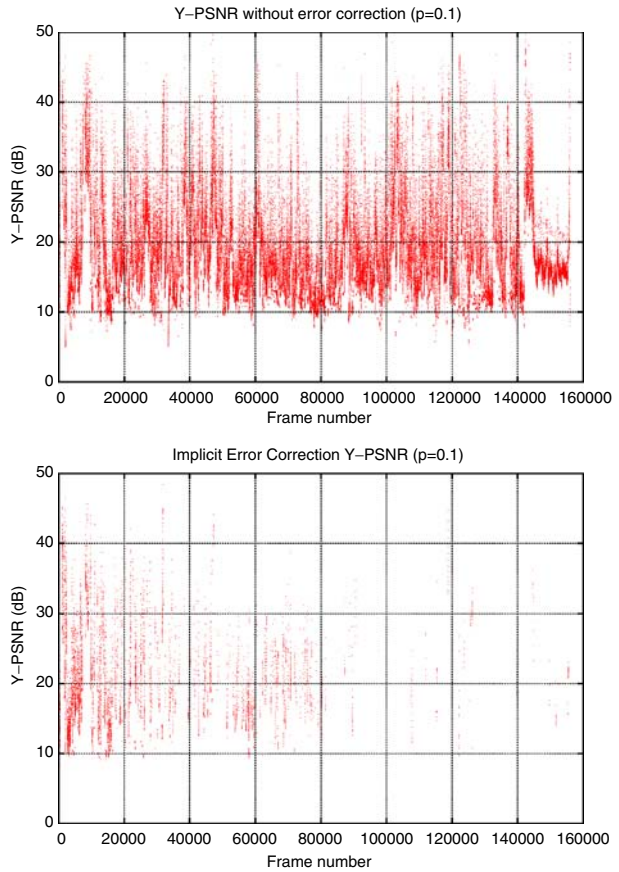 Y−PSNR without error correction (p=0.1)
50
40
30
20
10
0
Y−PSNR (dB)
0 20000 40000 60000 80000 100000 120000 140000 160000
Frame number
Implicit Error Correction Y−PSNR (p=0.1)
50
40
30
20
10
0
Y−PSNR (dB)
0 20000 40000 60000 80000 100000 120000 140000 160000
Frame number